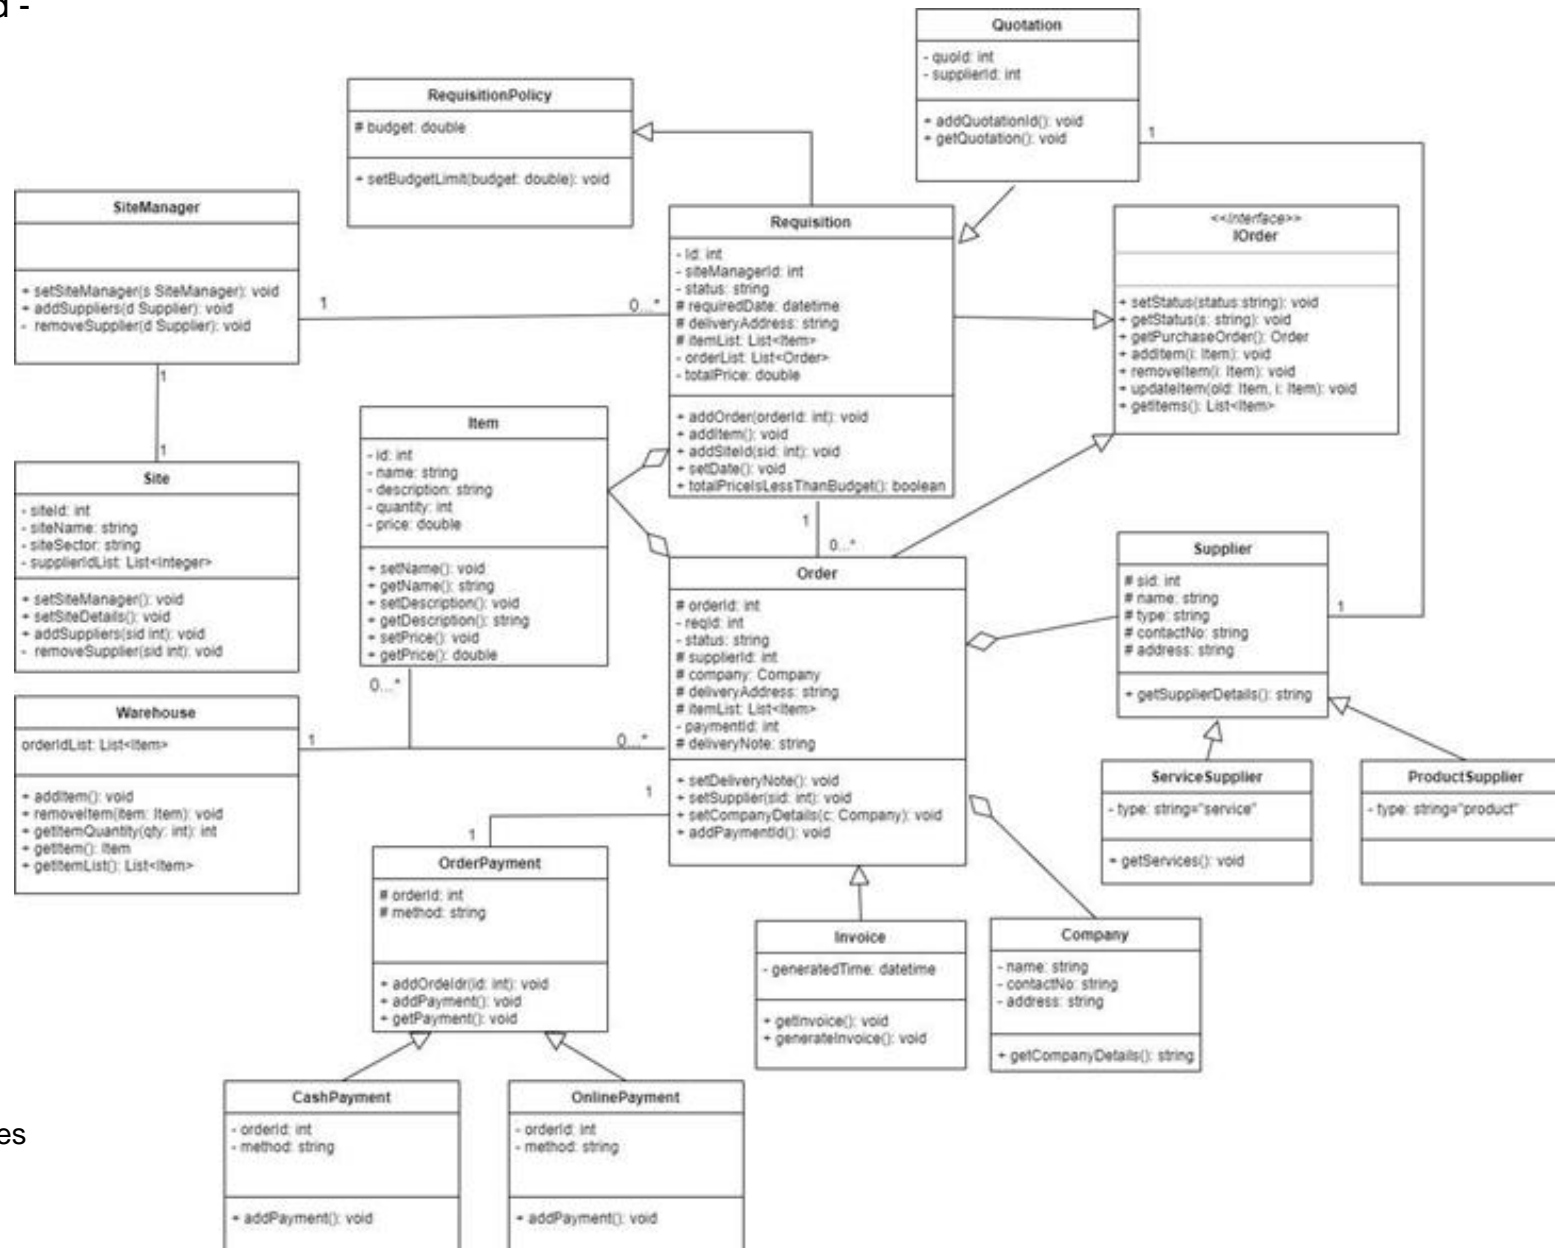 d -
Quotation
- quoId: int
- supplierId: int
+ addQuotationId(): void
+ getQuotation(): void
1
RequisitionPolicy
# budget: double
+ setBudgetLimit(budget: double): void
SiteManager
+ setSiteManager(s SiteManager): void
+ addSuppliers(d Supplier): void
- removeSupplier(d Supplier): void
1
0...*
1
1
Requisition
- Id: int
- siteManagerId: int
- status: string
# requiredDate: datetime
# deliveryAddress: string
# itemList: List<Item>
- orderList: List<Order>
- totalPrice: double
+ addOrder(orderId: int): void
+ addItem(): void
+ addSiteId(sid: int): void
+ setDate(): void
+ totalPriceIsLessThanBudget(): boolean
1
0...*
<<Interface>>
IOrder
+ setStatus(status:string): void
+ getStatus(s: string): void
+ getPurchaseOrder(): Order
+ addItem(i: Item): void
+ removeItem(i: Item): void
+ updateItem(old: Item, i: Item): void
+ getItems(): List<Item>
Item
- id: int
- name: string
- description: string
- quantity: int
- price: double
+ setName(): void
+ getName(): string
+ setDescription(): void
+ getDescription(): string
+ setPrice(): void
+ getPrice(): double
0...*
Site
- siteId: int
- siteName: string
- siteSector: string
- supplierIdList: List<Integer>
+ setSiteManager(): void
+ setSiteDetails(): void
+ addSuppliers(sid int): void
- removeSupplier(sid int): void
Warehouse
orderIdList: List<Item>
+ addItem(): void
+ removeItem(Item: Item): void
+ getItemQuantity(qty: int): int
+ getItem(): Item
+ getItemList(): List<Item>
1
0...*
Order
# orderId: int
- reqId: int
- status: string
# supplierId: int
# company: Company
# deliveryAddress: string
# itemList: List<Item>
- paymentId: int
# deliveryNote: string
+ setDeliveryNote(): void
+ setSupplier(sid: int): void
+ setCompanyDetails(c: Company): void
+ addPaymentId(): void
1
1
Supplier
# sid: int
# name: string
# type: string
# contactNo: string
# address: string
+ getSupplierDetails(): string
1
ServiceSupplier
- type: string="service"
+ getServices(): void
ProductSupplier
- type: string="product"
OrderPayment
# orderId: int
# method: string
+ addOrdeIdr(id: int): void
+ addPayment(): void
+ getPayment(): void
Invoice
- generatedTime: datetime
+ getInvoice(): void
+ generateInvoice(): void
Company
- name: string
- contactNo: string
- address: string
+ getCompanyDetails(): string
CashPayment
- orderId: int
- method: string
+ addPayment(): void
OnlinePayment
- orderId: int
- method: string
+ addPayment(): void
es